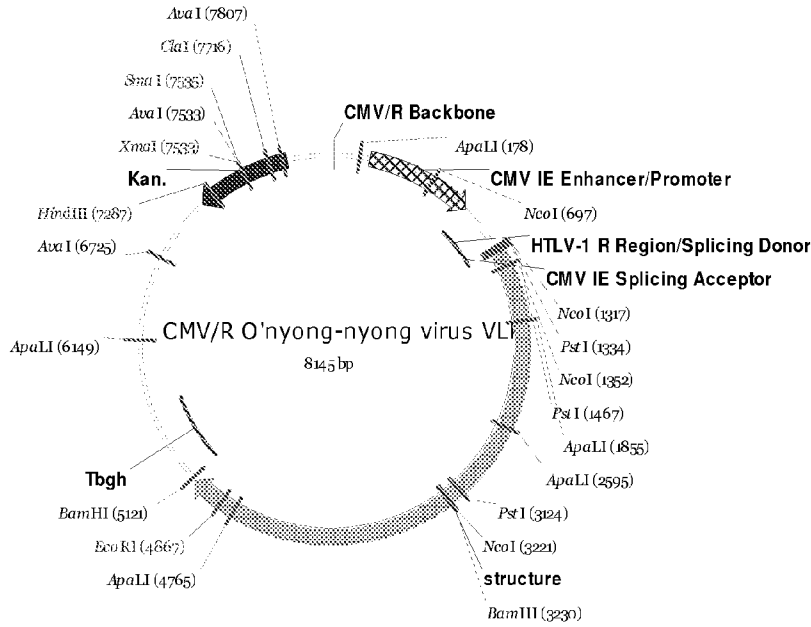 AvaI (7807)
ClaI (7716)
SmaI (7535)
AvaI (7533)
XmaI (7533)
Kan.
HindIII (7287)
AvaI (6725)
ApaLI (6149)
CMV/R Backbone
ApaLI (178)
CMV IE Enhancer/Promoter
NcoI (697)
HTLV-1 R Region/Splicing Donor
CMV IE Splicing Acceptor
NcoI (1317)
PstI (1334)
NcoI (1352)
PstI (1467)
ApaLI (1855)
ApaLI (2595)
CMV/R O'nyong-nyong virus VLP
8145 bp
Tbgh
BamHI (5121)
EcoRI (4867)
ApaLI (4765)
PstI (3124)
NcoI (3221)
structure
BamHI (3230)